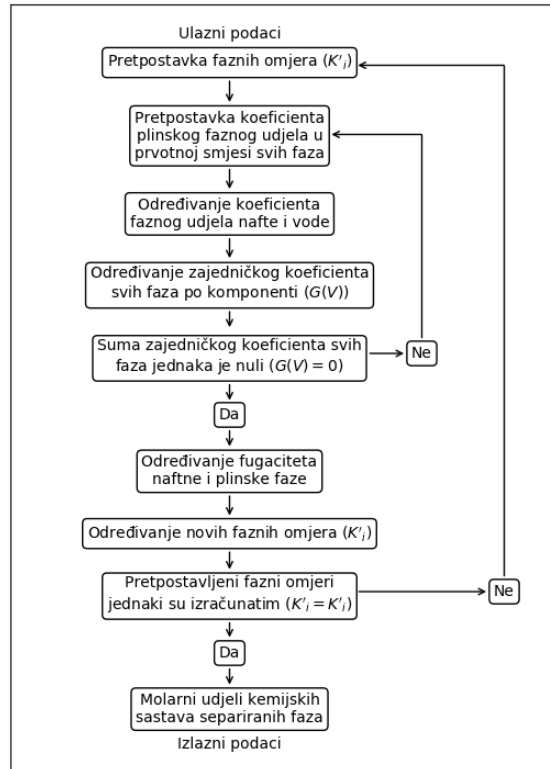 Ulazni podaci
Pretpostavka faznih omjera (K'ᵢ)
Pretpostavka koeficienta
plinskog faznog udjela u
prvotnoj smjesi svih faza
Određivanje koeficienta
faznog udjela nafte i vode
Određivanje zajedničkog koeficienta
svih faza po komponenti (G(V))
Suma zajedničkog koeficienta svih
faza jednaka je nuli (G(V) = 0)
Ne
Da
Određivanje fugaciteta
naftne i plinske faze
Određivanje novih faznih omjera (K'ᵢ)
Pretpostavljeni fazni omjeri
jednaki su izračunatim (K'ᵢ = K'ᵢ)
Ne
Da
Molarni udjeli kemijskih
sastava separiranih faza
Izlazni podaci